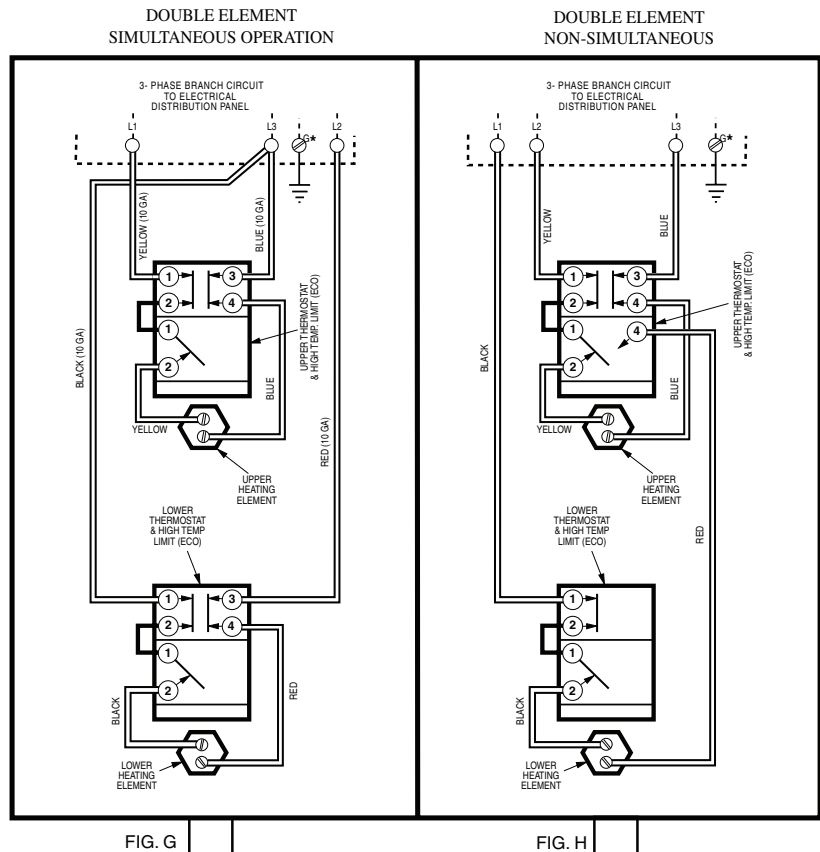 DOUBLE ELEMENT
SIMULTANEOUS OPERATION
3- PHASE BRANCH CIRCUIT
TO ELECTRICAL
DISTRIBUTION PANEL
L1
L3
G*
L2
YELLOW (10 GA)
BLUE (10 GA)
BLACK (10 GA)
1
3
2
4
1
2
UPPER THERMOSTAT
& HIGH TEMP. LIMIT (ECO)
BLUE
YELLOW
RED (10 GA)
UPPER
HEATING
ELEMENT
LOWER
THERMOSTAT
& HIGH TEMP
LIMIT (ECO)
1
3
2
4
1
2
BLACK
RED
LOWER
HEATING
ELEMENT
FIG. G
DOUBLE ELEMENT
NON-SIMULTANEOUS
3- PHASE BRANCH CIRCUIT
TO ELECTRICAL
DISTRIBUTION PANEL
L1
L2
L3
G*
YELLOW
BLUE
BLACK
1
3
2
4
1
4
2
UPPER THERMOSTAT
& HIGH TEMP. LIMIT (ECO)
BLUE
YELLOW
UPPER
HEATING
ELEMENT
RED
LOWER
THERMOSTAT
& HIGH TEMP
LIMIT (ECO)
1
2
1
2
BLACK
LOWER
HEATING
ELEMENT
FIG. H